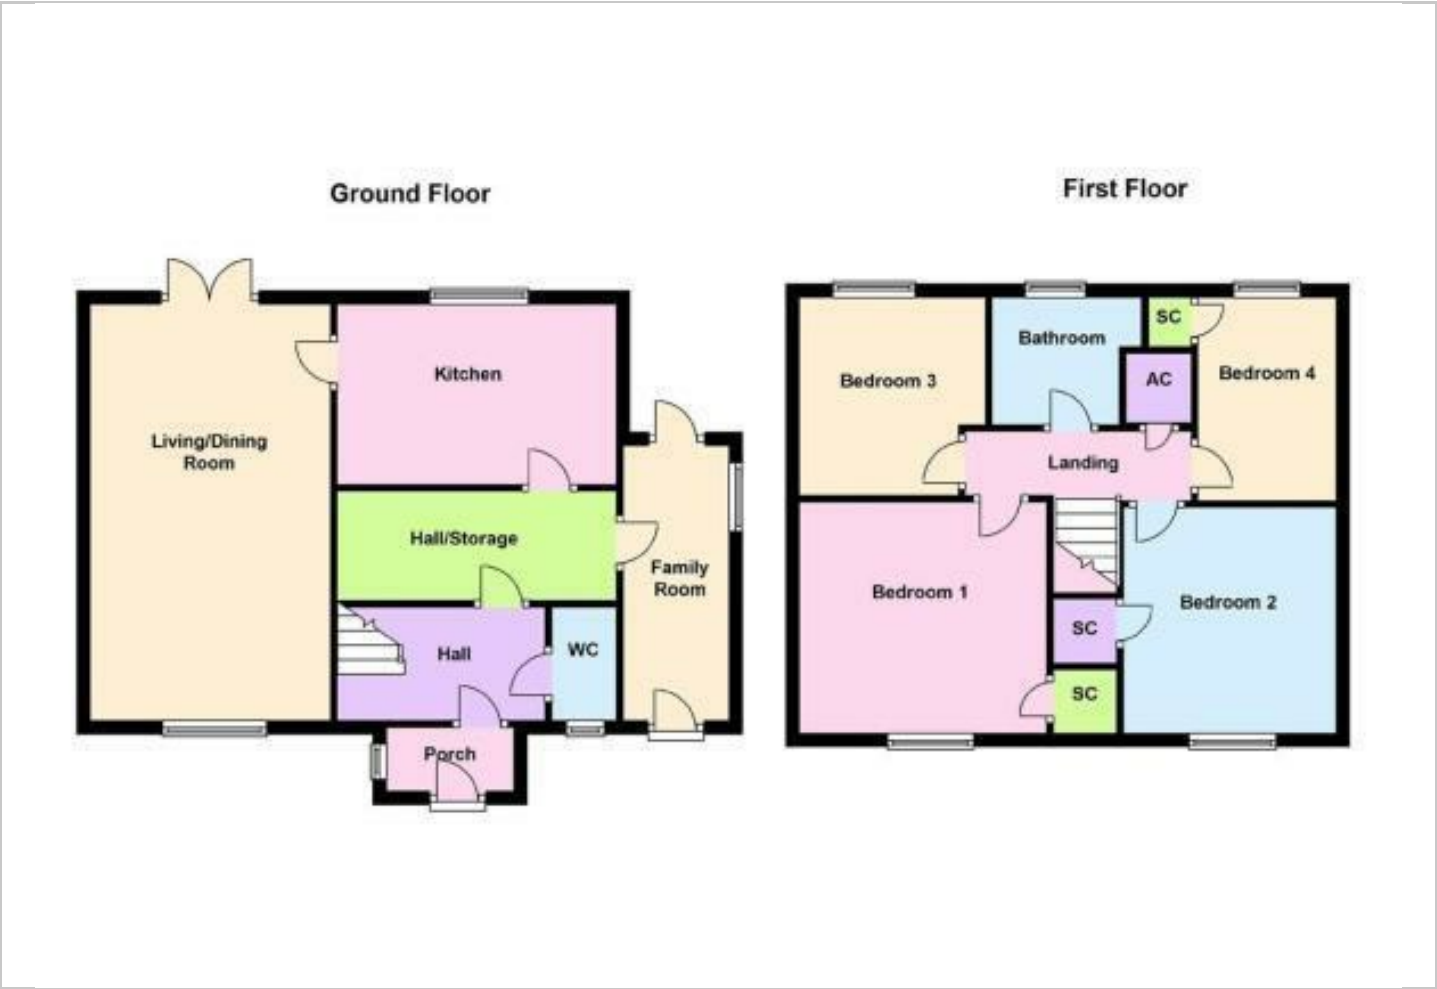 Ground Floor
Living/Dining
Room
Kitchen
Hall/Storage
Family
Room
Hall
WC
Porch
First Floor
Bedroom 3
Bathroom
SC
AC
Bedroom 4
Landing
Bedroom 1
Bedroom 2
SC
SC